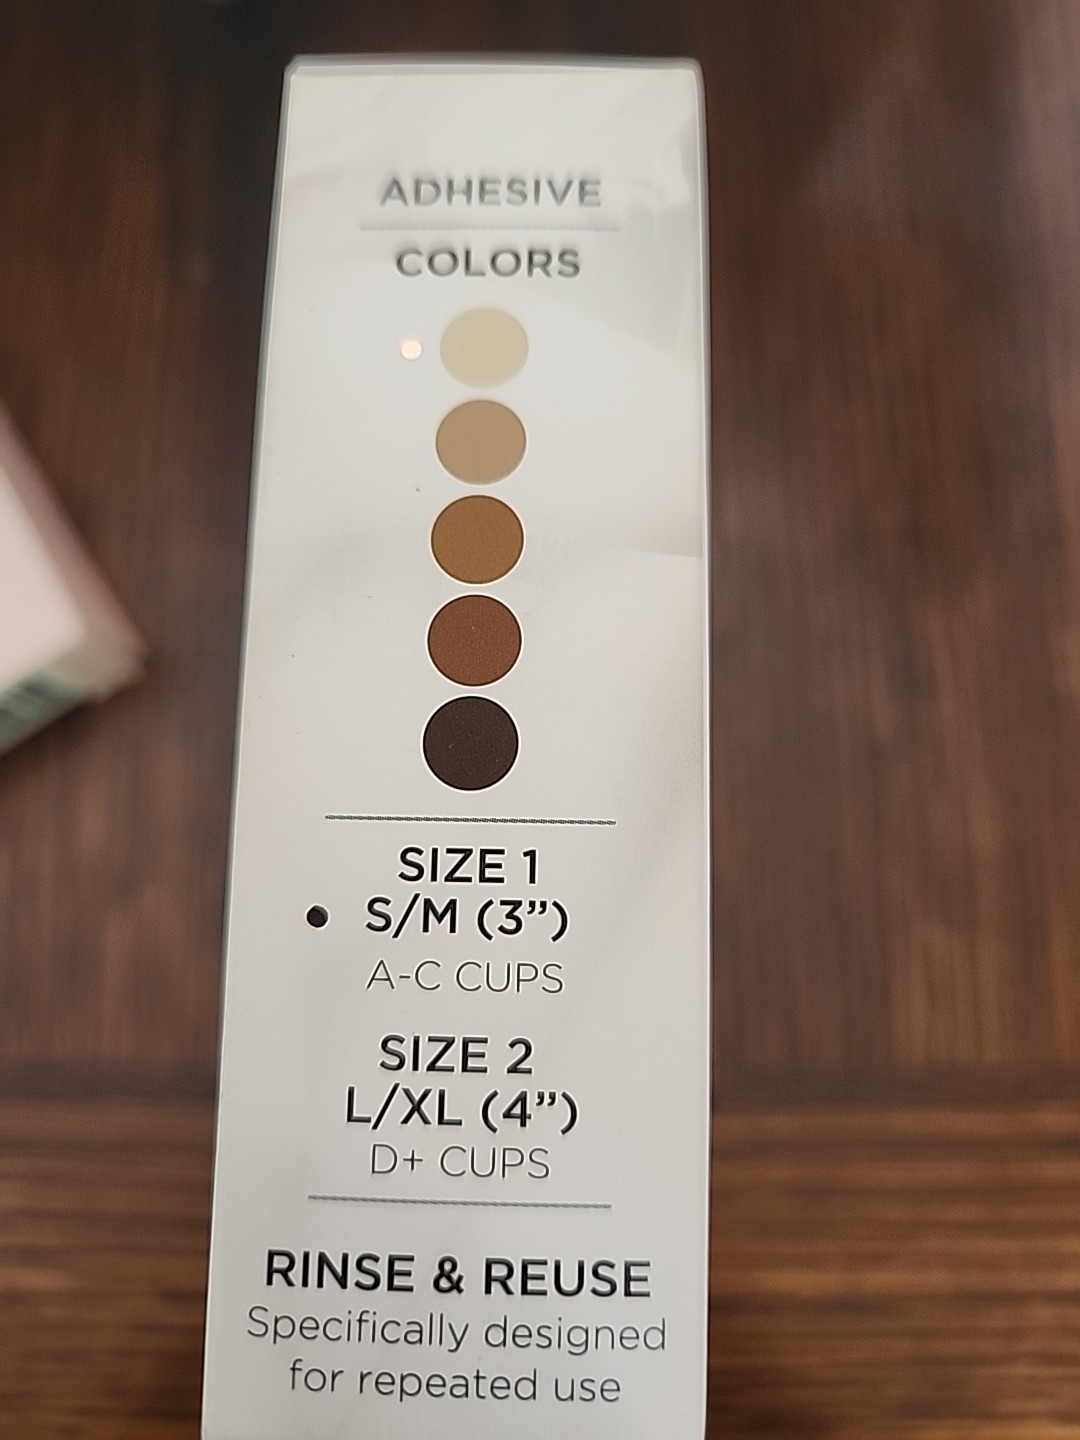 ADHESIVE
COLORS
SIZE 1
• S/M (3”)
A-C CUPS
SIZE 2
L/XL (4”)
D+ CUPS
RINSE & REUSE
Specifically designed
for repeated use